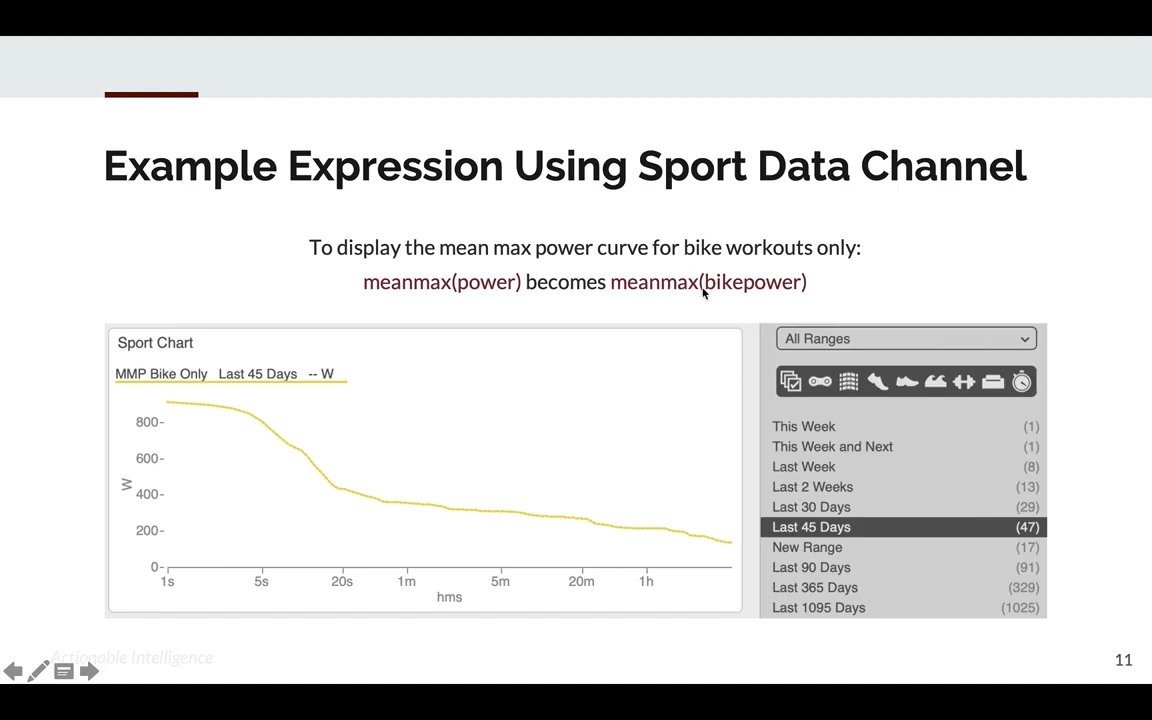 Example Expression Using Sport Data Channel
To display the mean max power curve for bike workouts only:
meanmax(power) becomes meanmax(bikepower)
Sport Chart
MMP Bike Only Last 45 Days -- W
800-
600-
400-
200-
0-
W
1s 5s 20s 1m 5m 20m 1h
hms
All Ranges
This Week (1)
This Week and Next (1)
Last Week (8)
Last 2 Weeks (13)
Last 30 Days (29)
Last 45 Days (47)
New Range (17)
Last 90 Days (91)
Last 365 Days (329)
Last 1095 Days (1025)
Actionable Intelligence
11